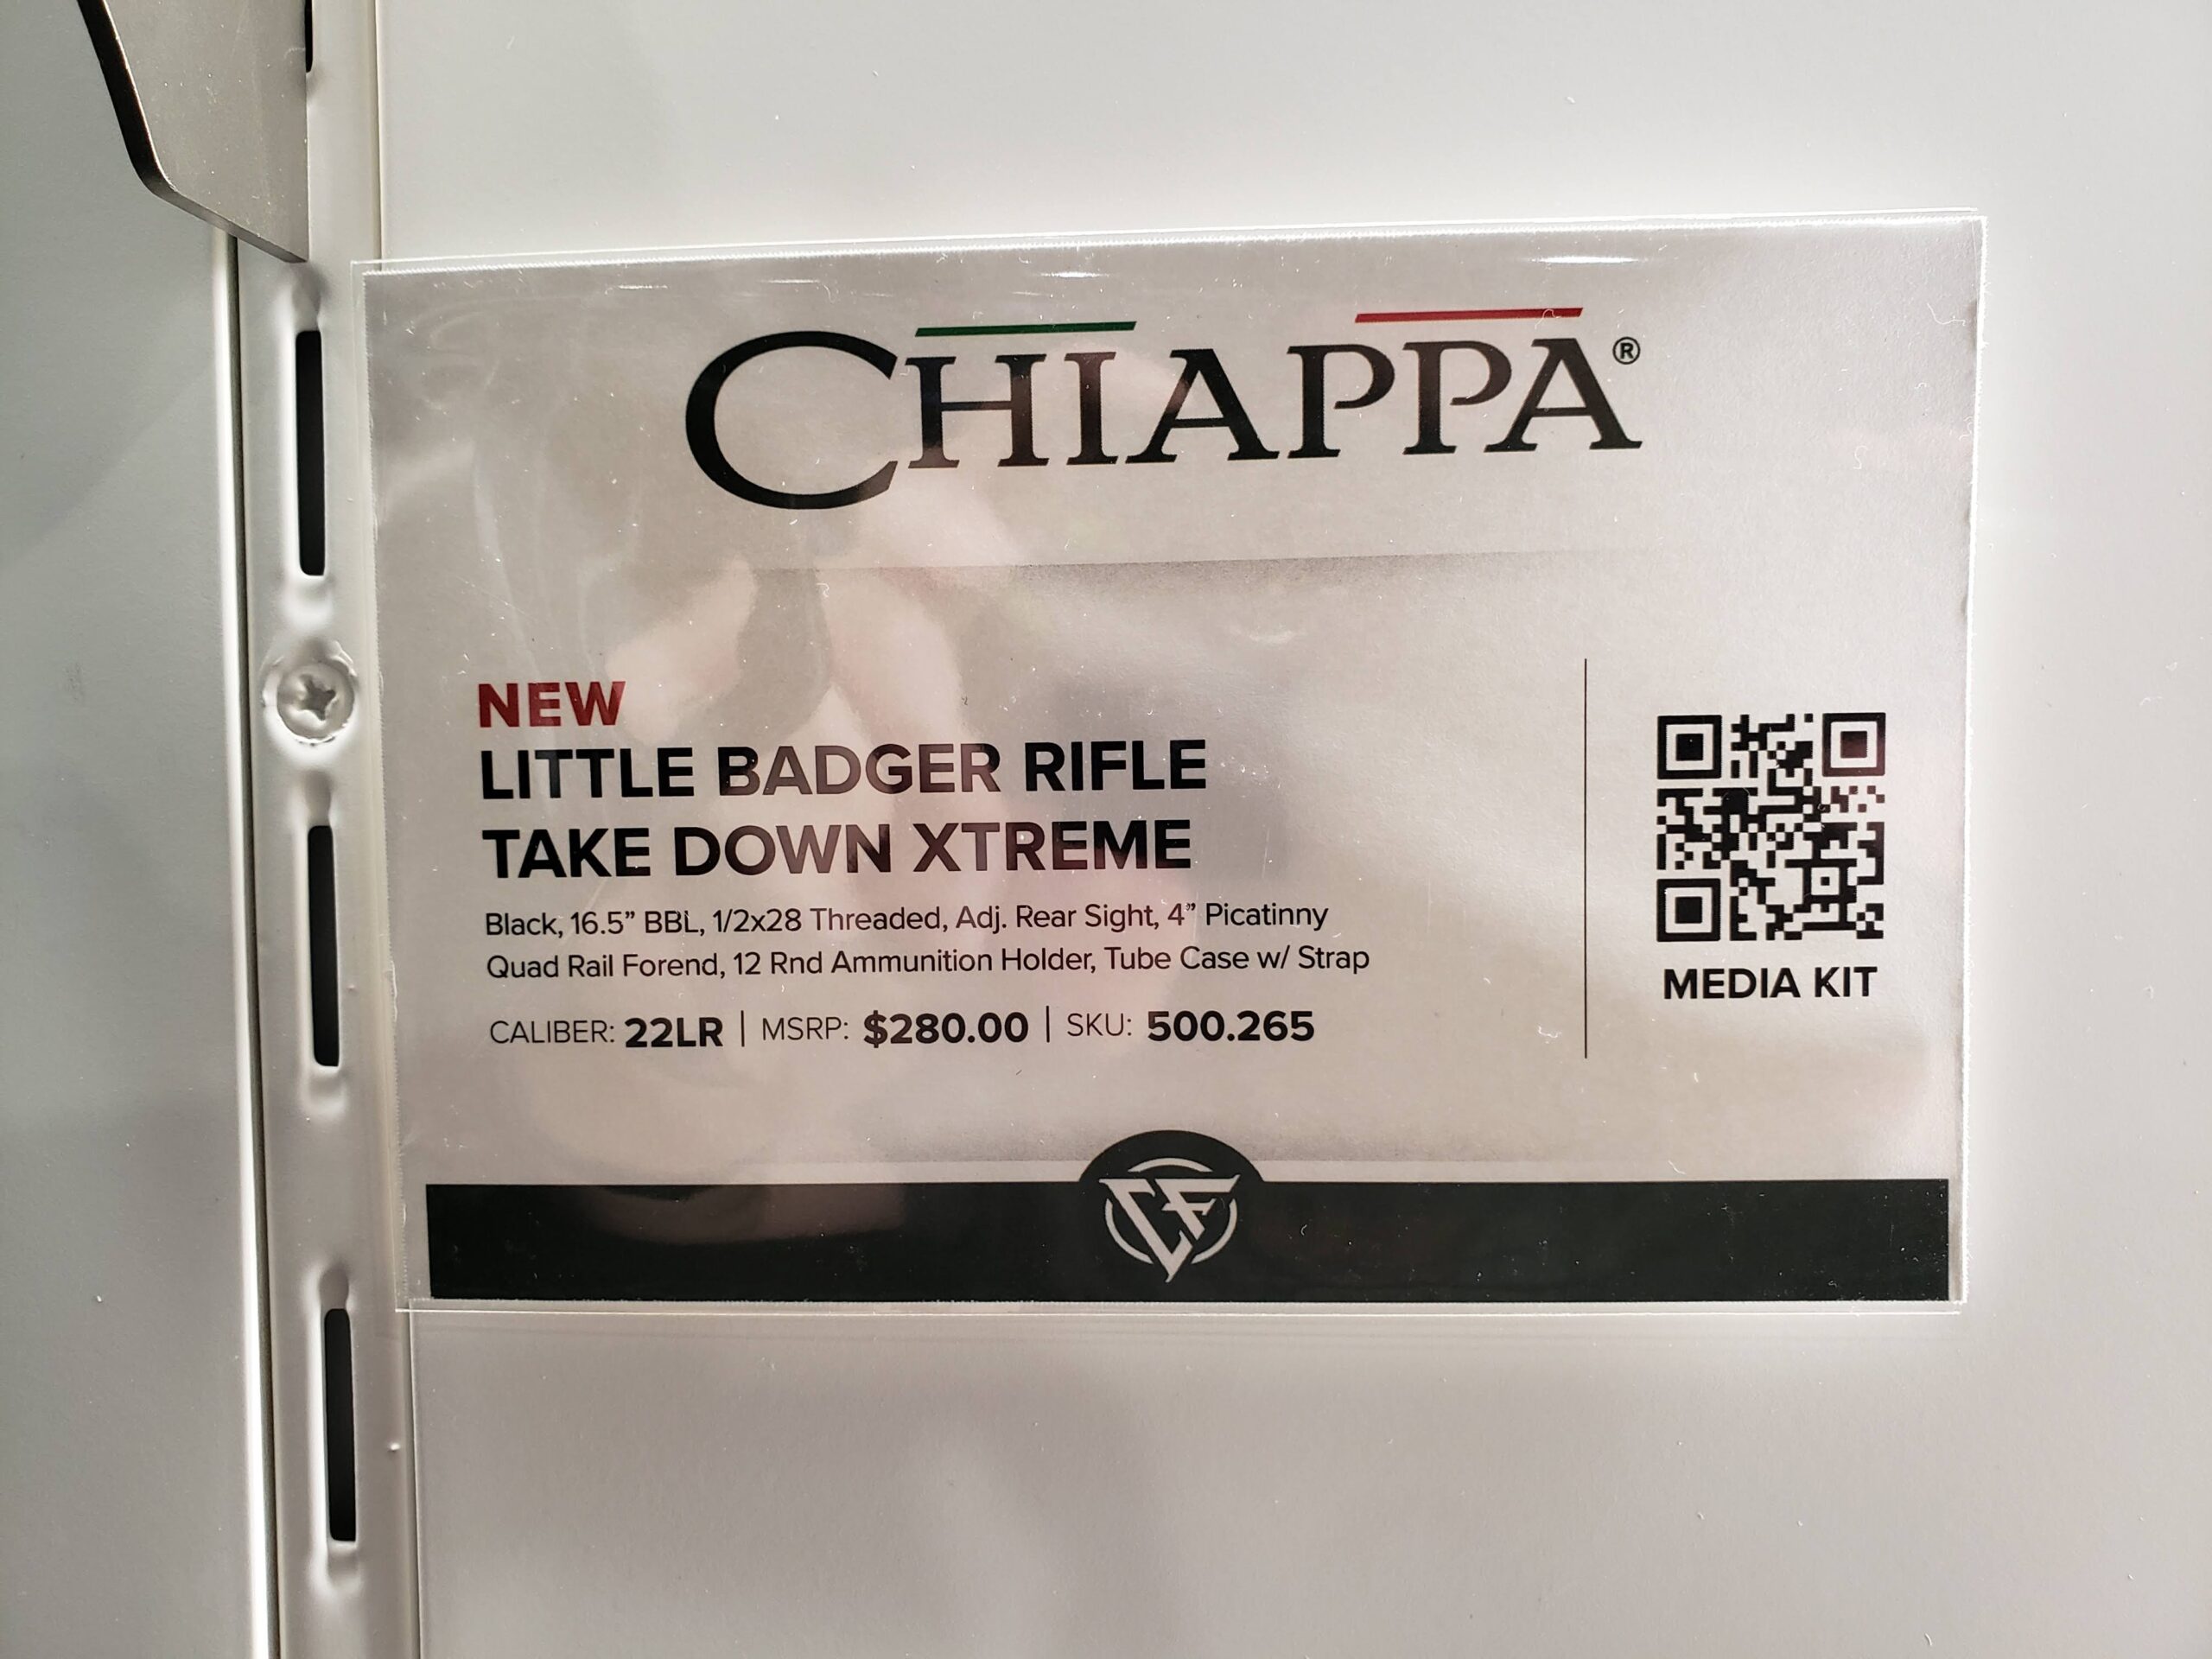 CHIAPPA®
NEW
LITTLE BADGER RIFLE
TAKE DOWN XTREME
Black, 16.5” BBL, 1/2x28 Threaded, Adj. Rear Sight, 4” Picatinny
Quad Rail Forend, 12 Rnd Ammunition Holder, Tube Case w/ Strap
CALIBER: 22LR | MSRP: $280.00 | SKU: 500.265
MEDIA KIT
CF